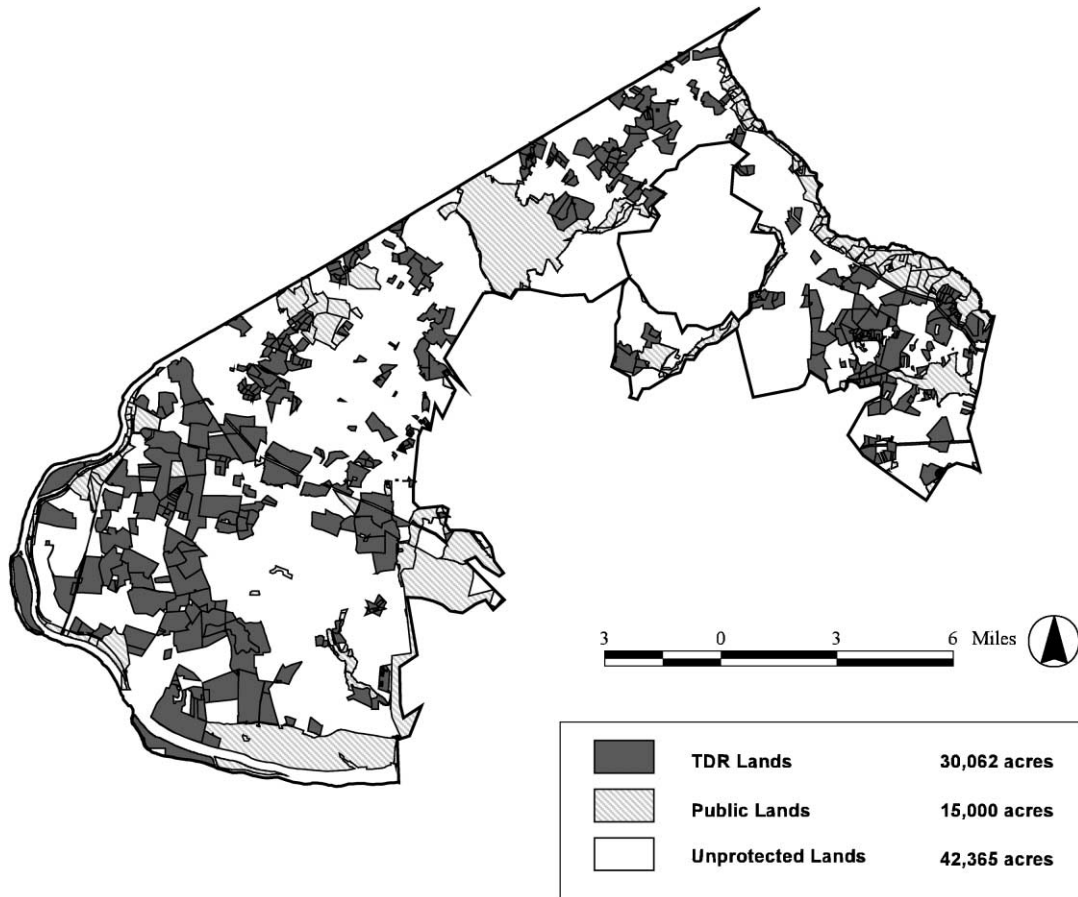 3 0 3 6 Miles
TDR Lands 30,062 acres
Public Lands 15,000 acres
Unprotected Lands 42,365 acres